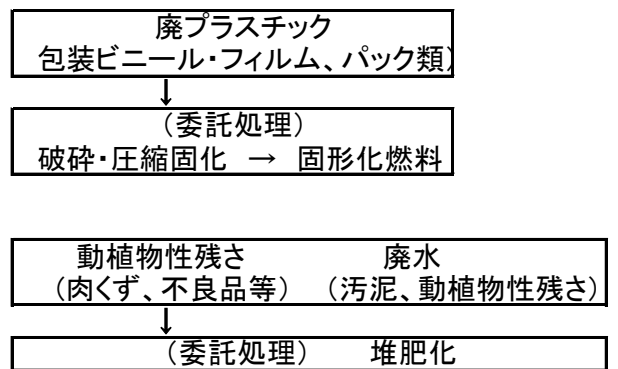 廃プラスチック
包装ビニール・フィルム、パック類）
↓
（委託処理）
破砕・圧縮固化 → 固形化燃料
動植物性残さ 廃水
（肉くず、不良品等） （汚泥、動植物性残さ）
↓
（委託処理） 堆肥化